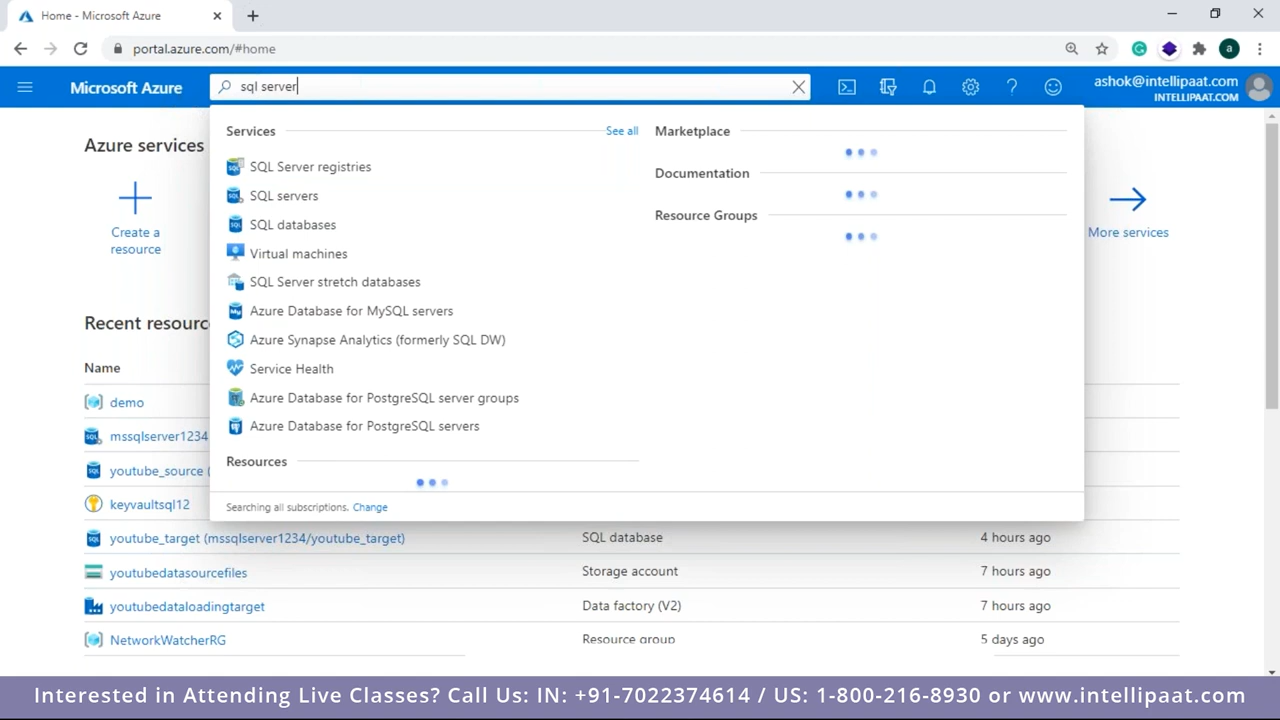 Home - Microsoft Azure
portal.azure.com/#home
a
Microsoft Azure
sql server
ashok@intellipaat.com
INTELLIPAAT.COM
Azure services
Create a
resource
More services
Services
See all
SQL Server registries
SQL servers
SQL databases
Virtual machines
SQL Server stretch databases
Azure Database for MySQL servers
Azure Synapse Analytics (formerly SQL DW)
Service Health
Azure Database for PostgreSQL server groups
Azure Database for PostgreSQL servers
Resources
Searching all subscriptions. Change
Marketplace
Documentation
Resource Groups
Recent resourc
Name
demo
mssqlserver1234
youtube_source (
keyvaultsql12
youtube_target (mssqlserver1234/youtube_target) SQL database 4 hours ago
youtubedatasourcefiles Storage account 7 hours ago
youtubedataloadingtarget Data factory (V2) 7 hours ago
NetworkWatcherRG Resource group 5 days ago
Interested in Attending Live Classes? Call Us: IN: +91-7022374614 / US: 1-800-216-8930 or www.intellipaat.com